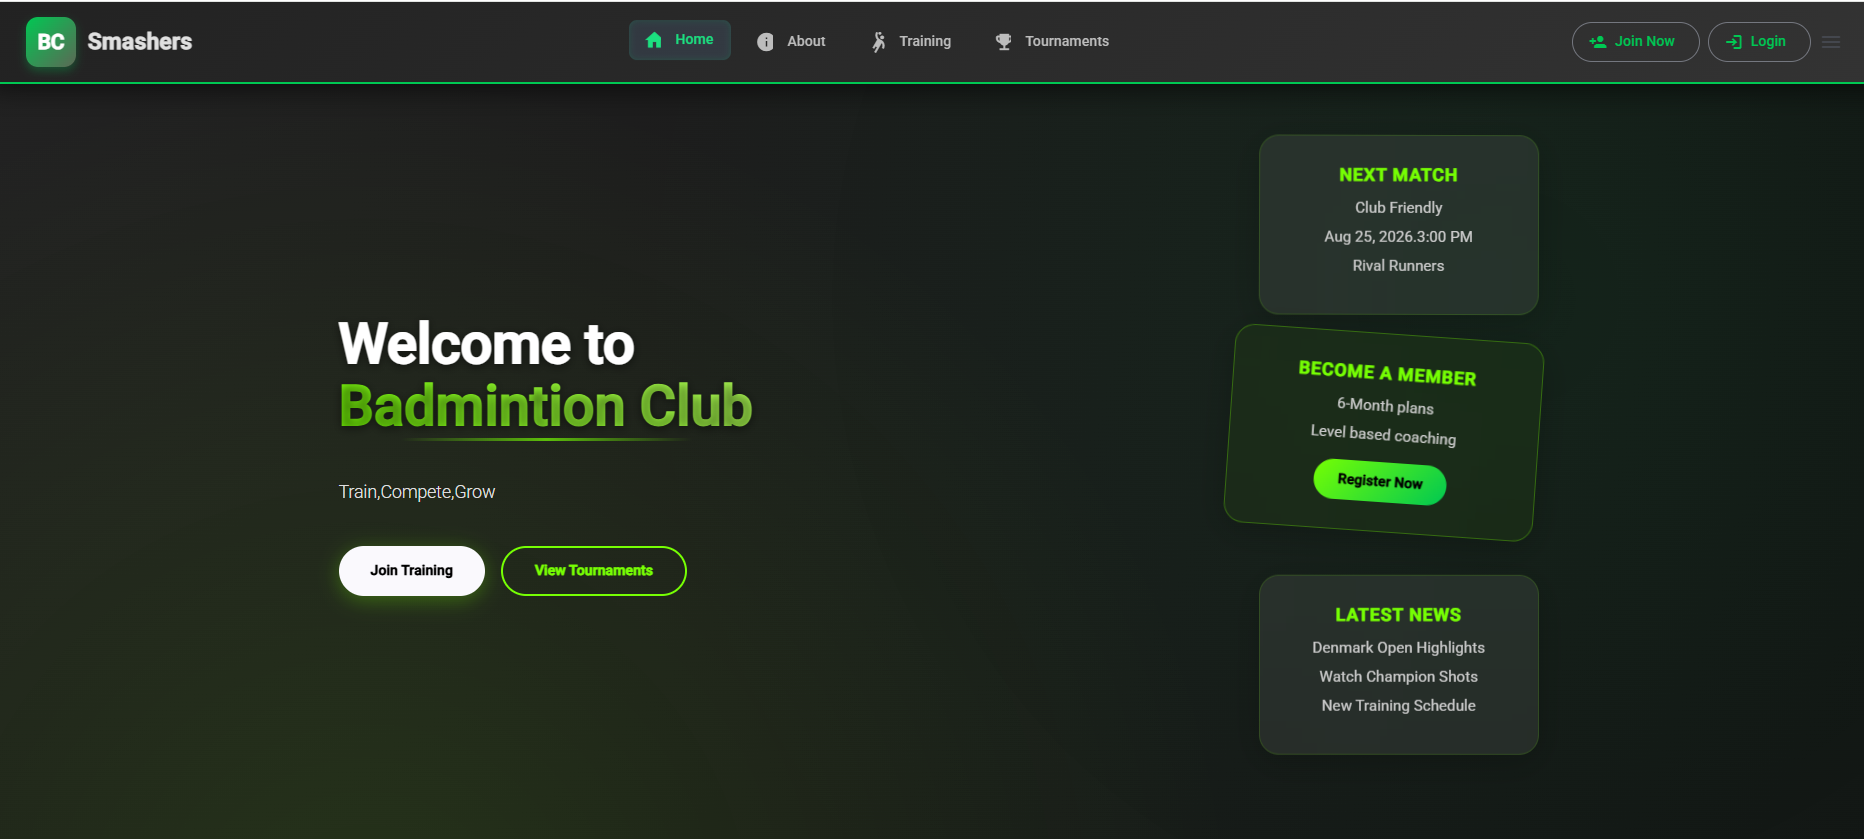 BC Smashers Home About Training Tournaments Join Now Login
Welcome to
Badmintion Club
Train,Compete,Grow
Join Training View Tournaments
NEXT MATCH
Club Friendly
Aug 25, 2026.3:00 PM
Rival Runners
BECOME A MEMBER
6-Month plans
Level based coaching
Register Now
LATEST NEWS
Denmark Open Highlights
Watch Champion Shots
New Training Schedule